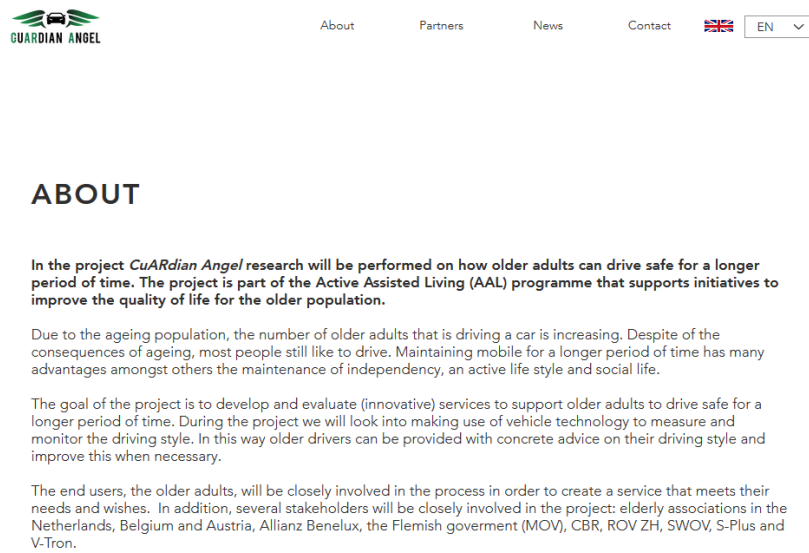 GUARDIAN ANGEL
About Partners News Contact EN
ABOUT
In the project CuARdian Angel research will be performed on how older adults can drive safe for a longer
period of time. The project is part of the Active Assisted Living (AAL) programme that supports initiatives to
improve the quality of life for the older population.
Due to the ageing population, the number of older adults that is driving a car is increasing. Despite of the
consequences of ageing, most people still like to drive. Maintaining mobile for a longer period of time has many
advantages amongst others the maintenance of independency, an active life style and social life.
The goal of the project is to develop and evaluate (innovative) services to support older adults to drive safe for a
longer period of time. During the project we will look into making use of vehicle technology to measure and
monitor the driving style. In this way older drivers can be provided with concrete advice on their driving style and
improve this when necessary.
The end users, the older adults, will be closely involved in the process in order to create a service that meets their
needs and wishes.  In addition, several stakeholders will be closely involved in the project: elderly associations in the
Netherlands, Belgium and Austria, Allianz Benelux, the Flemish goverment (MOV), CBR, ROV ZH, SWOV, S-Plus and
V-Tron.